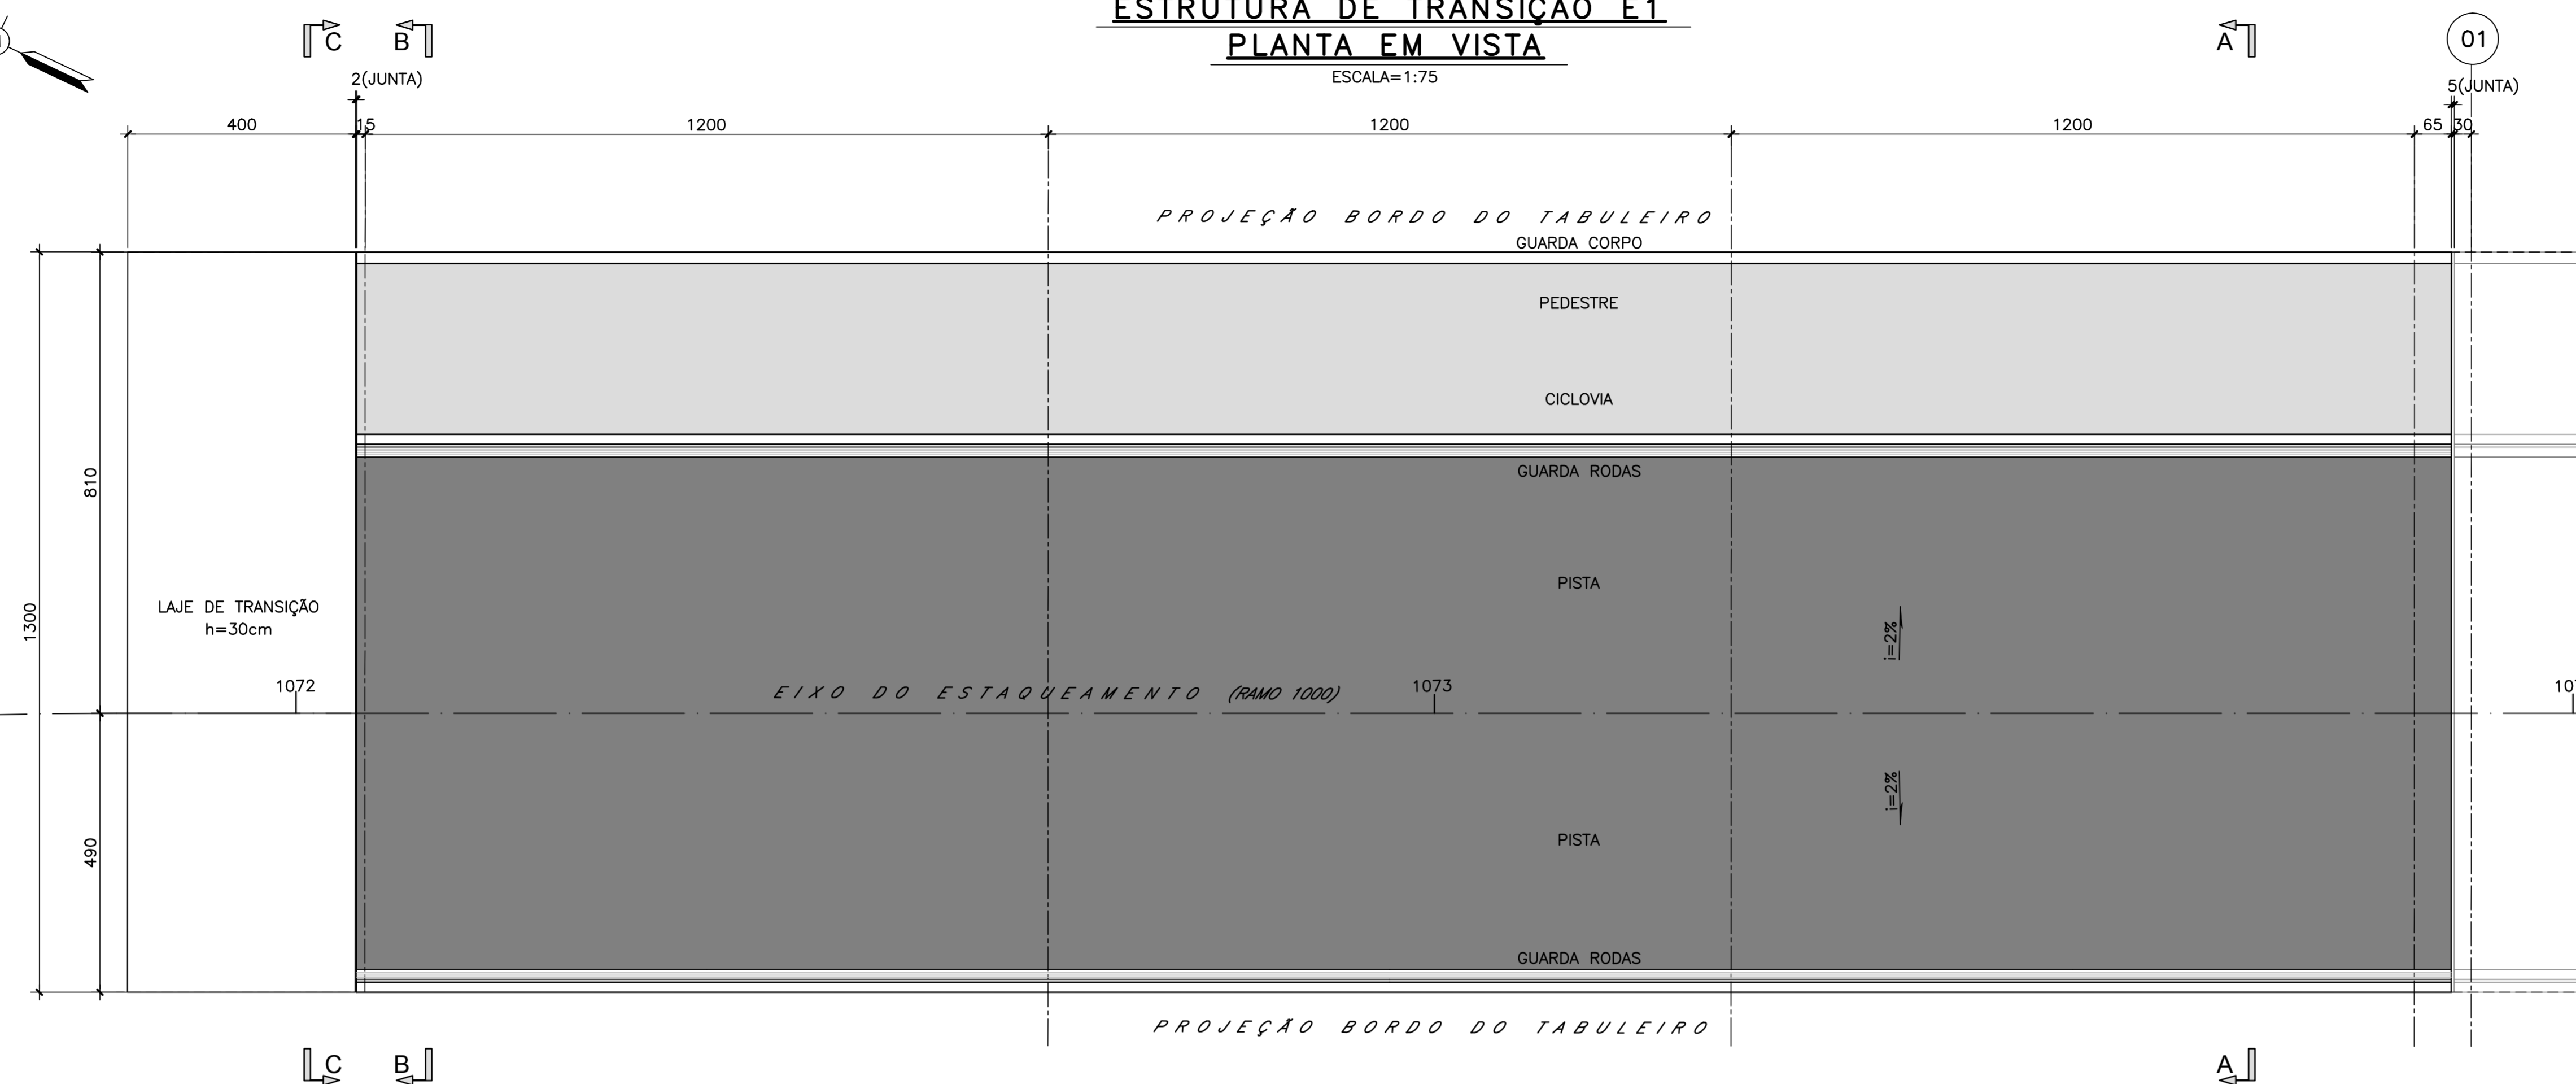 ESTRUTURA DE TRANSIÇÃO E1
PLANTA EM VISTA
ESCALA=1:75
C
B
A
01
2(JUNTA)
5(JUNTA)
400
15
1200
1200
1200
65
30
PROJEÇÃO BORDO DO TABULEIRO
GUARDA CORPO
PEDESTRE
CICLOVIA
GUARDA RODAS
810
PISTA
1300
LAJE DE TRANSIÇÃO
h=30cm
i=2%
1072
EIXO DO ESTAQUEAMENTO (RAMO 1000)
1073
i=2%
490
PISTA
GUARDA RODAS
PROJEÇÃO BORDO DO TABULEIRO
C
B
A